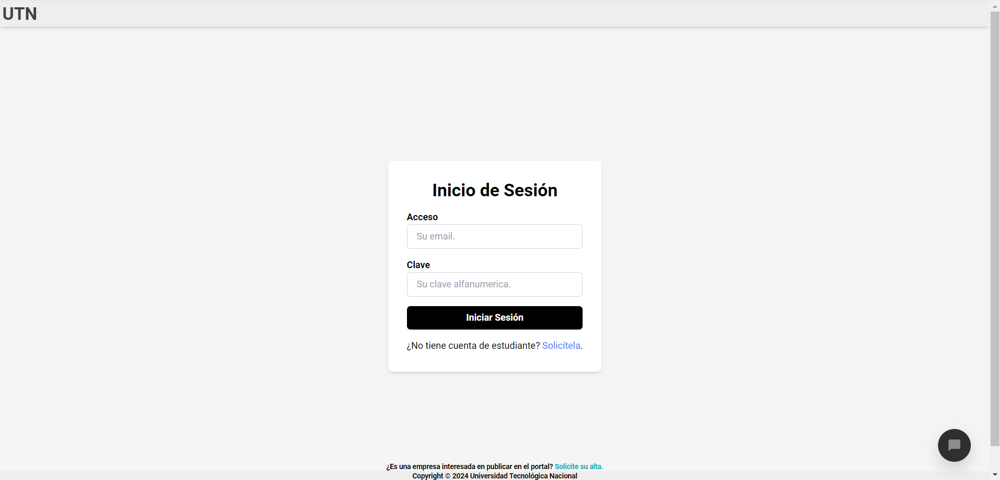 UTN
Inicio de Sesión
Acceso
Su email.
Clave
Su clave alfanumerica.
Iniciar Sesión
¿No tiene cuenta de estudiante? Solicítela.
¿Es una empresa interesada en publicar en el portal? Solicite su alta.
Copyright © 2024 Universidad Tecnológica Nacional